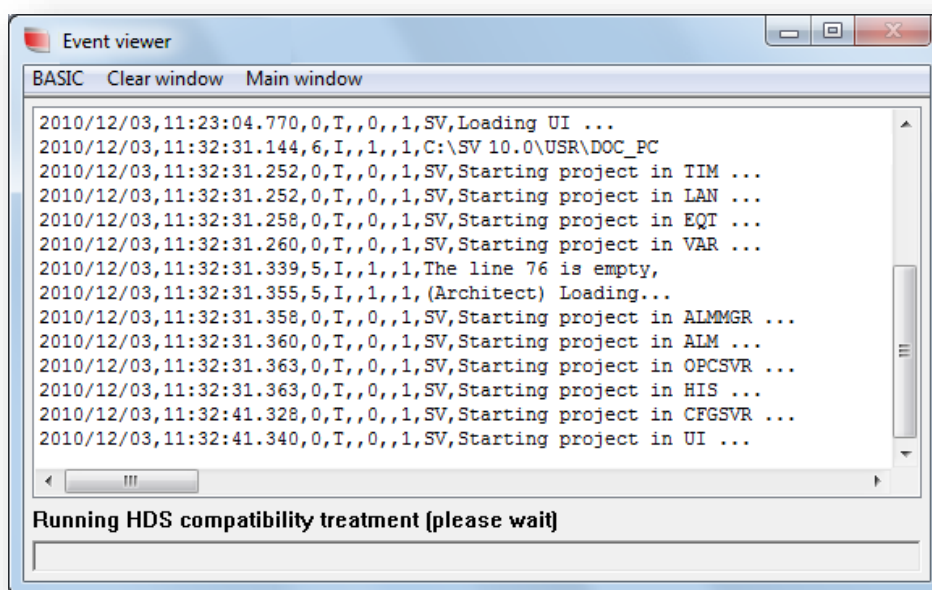 Event viewer
BASIC Clear window Main window
2010/12/03,11:23:04.770,0,T,,0,,1,SV,Loading UI ...
2010/12/03,11:32:31.144,6,I,,1,,1,C:\SV 10.0\USR\DOC_PC
2010/12/03,11:32:31.252,0,T,,0,,1,SV,Starting project in TIM ...
2010/12/03,11:32:31.252,0,T,,0,,1,SV,Starting project in LAN ...
2010/12/03,11:32:31.258,0,T,,0,,1,SV,Starting project in EQT ...
2010/12/03,11:32:31.260,0,T,,0,,1,SV,Starting project in VAR ...
2010/12/03,11:32:31.339,5,I,,1,,1,The line 76 is empty,
2010/12/03,11:32:31.355,5,I,,1,,1,(Architect) Loading...
2010/12/03,11:32:31.358,0,T,,0,,1,SV,Starting project in ALMMGR ...
2010/12/03,11:32:31.360,0,T,,0,,1,SV,Starting project in ALM ...
2010/12/03,11:32:31.363,0,T,,0,,1,SV,Starting project in OPCSVR ...
2010/12/03,11:32:31.363,0,T,,0,,1,SV,Starting project in HIS ...
2010/12/03,11:32:41.328,0,T,,0,,1,SV,Starting project in CFGSVR ...
2010/12/03,11:32:41.340,0,T,,0,,1,SV,Starting project in UI ...
Running HDS compatibility treatment (please wait)